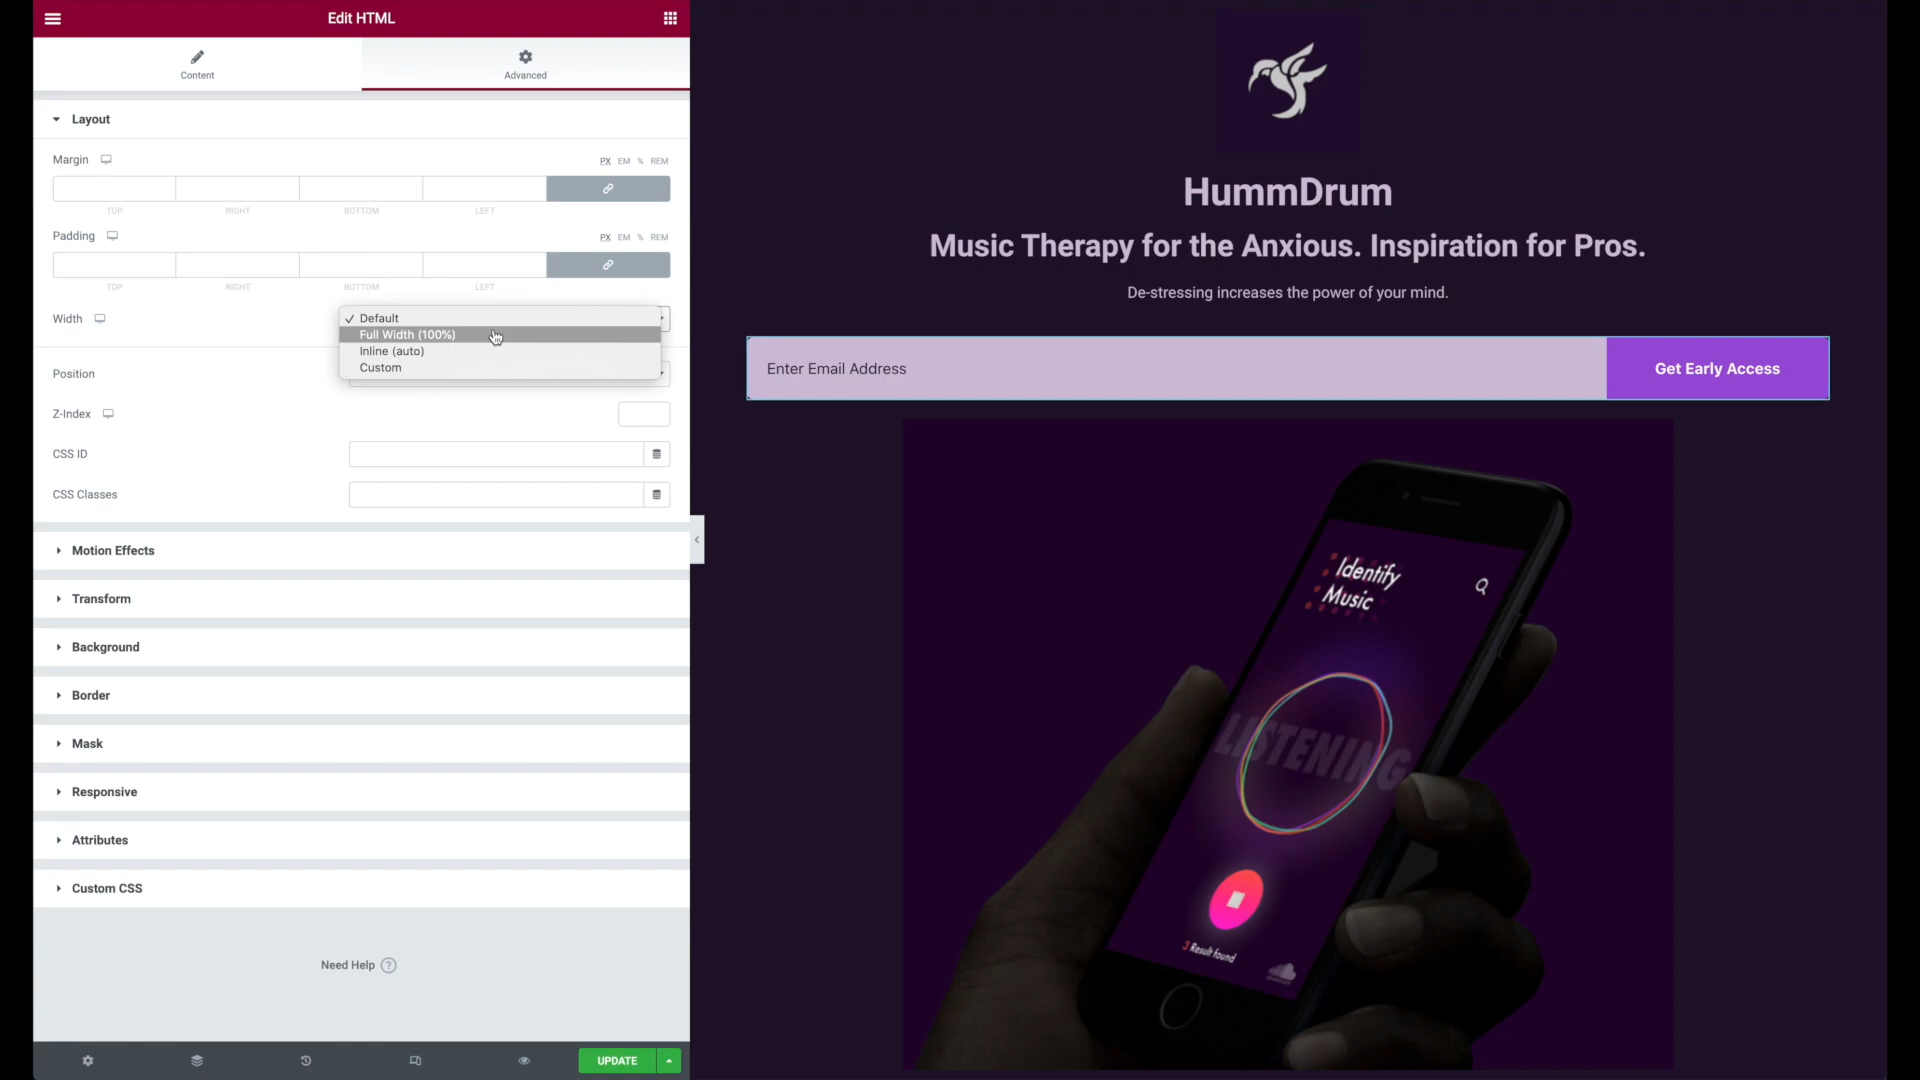 Edit HTML
Content
Advanced
Layout
Margin
PX EM % REM
TOP RIGHT BOTTOM LEFT
Padding
PX EM % REM
TOP RIGHT BOTTOM LEFT
Width
✓ Default
Full Width (100%)
Inline (auto)
Custom
Position
Z-Index
CSS ID
CSS Classes
Motion Effects
Transform
Background
Border
Mask
Responsive
Attributes
Custom CSS
Need Help ?
UPDATE
HummDrum
Music Therapy for the Anxious. Inspiration for Pros.
De-stressing increases the power of your mind.
Enter Email Address
Get Early Access
Identify
Music
LISTENING
3 Result found